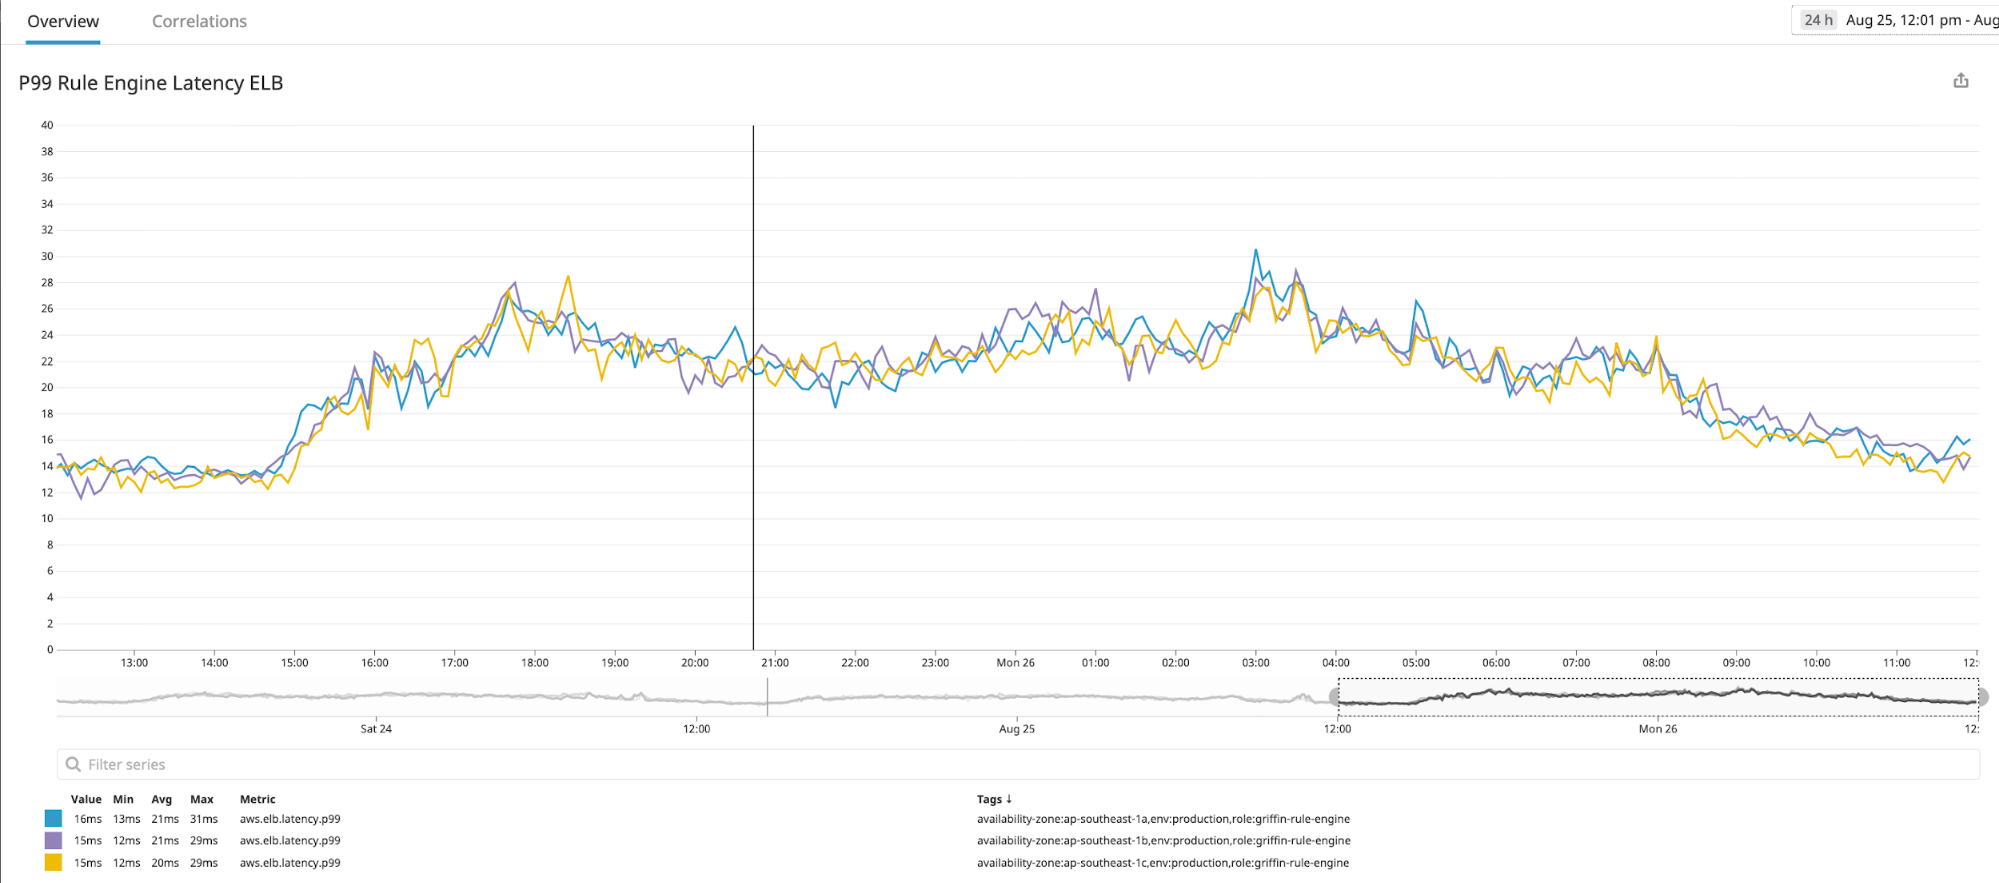 Overview Correlations 24 h Aug 25, 12:01 pm - Aug
P99 Rule Engine Latency ELB
40
38
36
34
32
30
28
26
24
22
20
18
16
14
12
10
8
6
4
2
0
13:00 14:00 15:00 16:00 17:00 18:00 19:00 20:00 21:00 22:00 23:00 Mon 26 01:00 02:00 03:00 04:00 05:00 06:00 07:00 08:00 09:00 10:00 11:00 12:
Sat 24 12:00 Aug 25 12:00 Mon 26 12:
Filter series
Value Min Avg Max Metric Tags ↓
16ms 13ms 21ms 31ms aws.elb.latency.p99 availability-zone:ap-southeast-1a,env:production,role:griffin-rule-engine
15ms 12ms 21ms 29ms aws.elb.latency.p99 availability-zone:ap-southeast-1b,env:production,role:griffin-rule-engine
15ms 12ms 20ms 29ms aws.elb.latency.p99 availability-zone:ap-southeast-1c,env:production,role:griffin-rule-engine